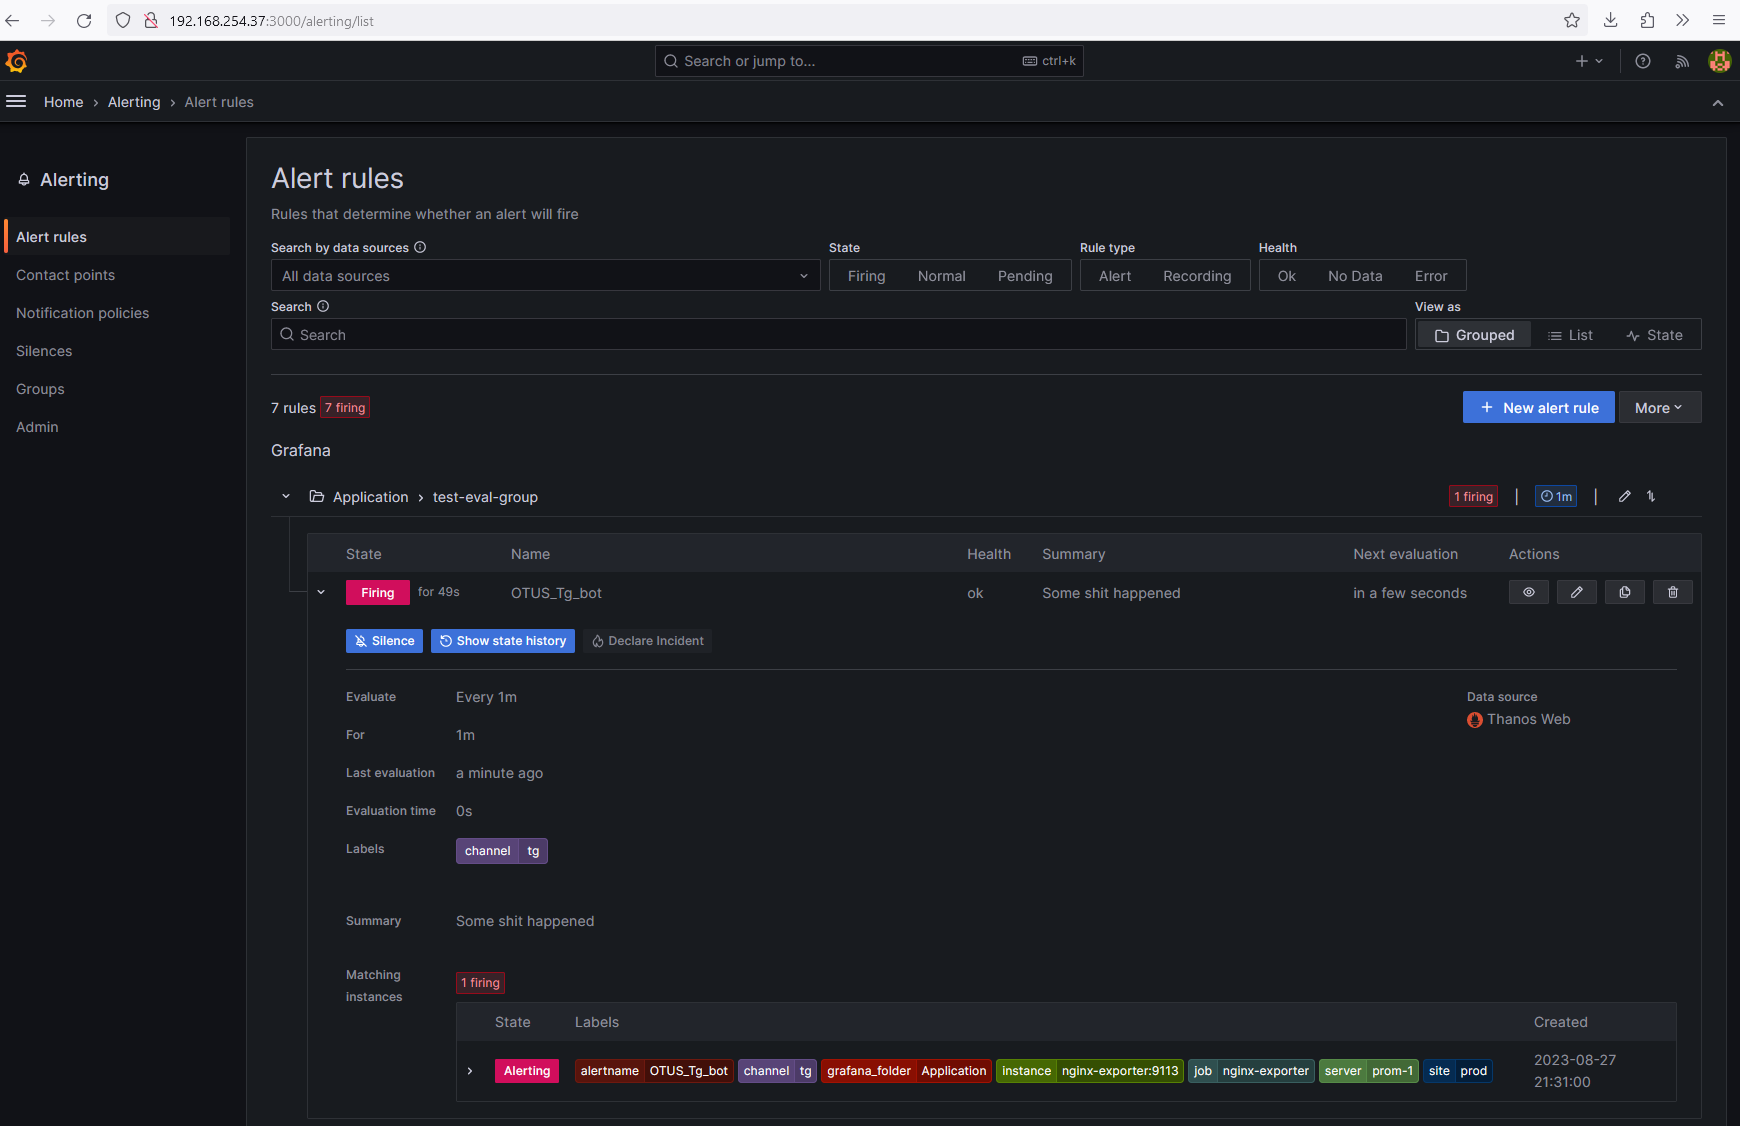 192.168.254.37:3000/alerting/list
Search or jump to... ctrl+k
Home › Alerting › Alert rules
Alerting
Alert rules
Contact points
Notification policies
Silences
Groups
Admin
Alert rules
Rules that determine whether an alert will fire
Search by data sources State Rule type Health
All data sources Firing Normal Pending Alert Recording Ok No Data Error
Search View as
Search Grouped List State
7 rules 7 firing + New alert rule More
Grafana
Application › test-eval-group 1 firing | 1m |
State Name Health Summary Next evaluation Actions
Firing for 49s OTUS_Tg_bot ok Some shit happened in a few seconds
Silence Show state history Declare Incident
Evaluate Every 1m Data source
Thanos Web
For 1m
Last evaluation a minute ago
Evaluation time 0s
Labels channel tg
Summary Some shit happened
Matching instances 1 firing
State Labels Created
Alerting alertname OTUS_Tg_bot channel tg grafana_folder Application instance nginx-exporter:9113 job nginx-exporter server prom-1 site prod 2023-08-27
21:31:00